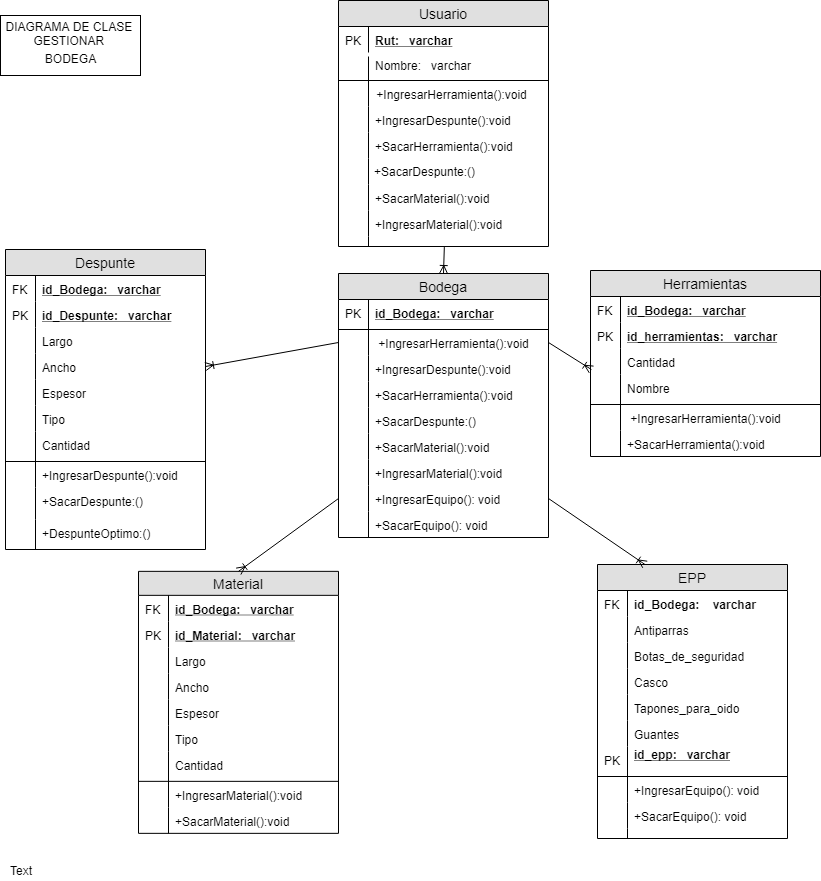 DIAGRAMA DE CLASE
GESTIONAR
BODEGA
Usuario
PK Rut: varchar
Nombre: varchar
+IngresarHerramienta():void
+IngresarDespunte():void
+SacarHerramienta():void
+SacarDespunte:()
+SacarMaterial():void
+IngresarMaterial():void
Despunte
FK id_Bodega: varchar
PK id_Despunte: varchar
Largo
Ancho
Espesor
Tipo
Cantidad
+IngresarDespunte():void
+SacarDespunte:()
+DespunteOptimo:()
Bodega
PK id_Bodega: varchar
+IngresarHerramienta():void
+IngresarDespunte():void
+SacarHerramienta():void
+SacarDespunte:()
+SacarMaterial():void
+IngresarMaterial():void
+IngresarEquipo(): void
+SacarEquipo(): void
Herramientas
FK id_Bodega: varchar
PK id_herramientas: varchar
Cantidad
Nombre
+IngresarHerramienta():void
+SacarHerramienta():void
Material
FK id_Bodega: varchar
PK id_Material: varchar
Largo
Ancho
Espesor
Tipo
Cantidad
+IngresarMaterial():void
+SacarMaterial():void
EPP
FK id_Bodega: varchar
Antiparras
Botas_de_seguridad
Casco
Tapones_para_oido
Guantes
PK id_epp: varchar
+IngresarEquipo(): void
+SacarEquipo(): void
Text